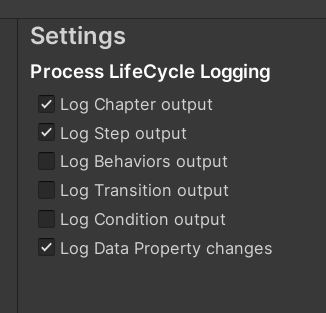 Settings
Process LifeCycle Logging
Log Chapter output
Log Step output
Log Behaviors output
Log Transition output
Log Condition output
Log Data Property changes